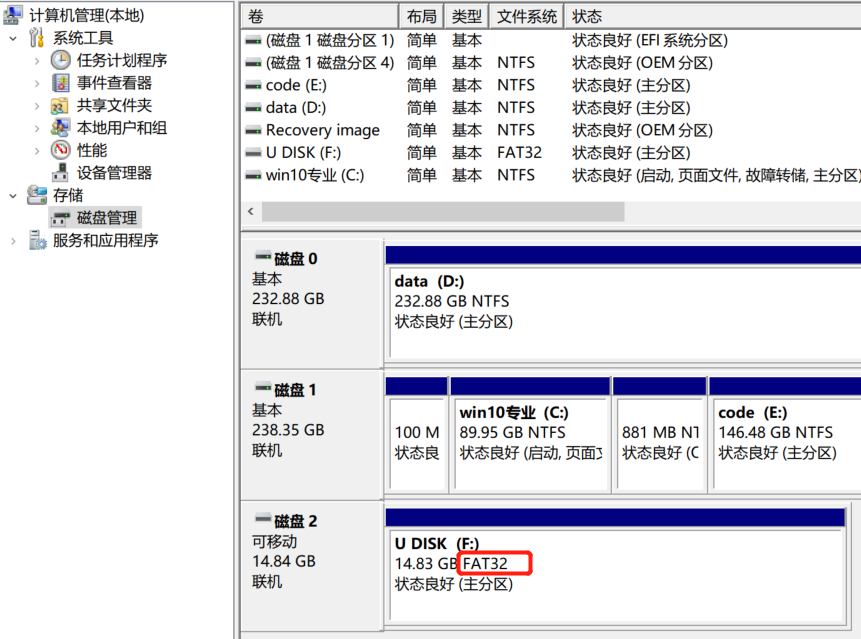 计算机管理(本地)
系统工具
任务计划程序
事件查看器
共享文件夹
本地用户和组
性能
设备管理器
存储
磁盘管理
服务和应用程序
卷 布局 类型 文件系统 状态
(磁盘 1 磁盘分区 1) 简单 基本 状态良好 (EFI 系统分区)
(磁盘 1 磁盘分区 4) 简单 基本 NTFS 状态良好 (OEM 分区)
code (E:) 简单 基本 NTFS 状态良好 (主分区)
data (D:) 简单 基本 NTFS 状态良好 (主分区)
Recovery image 简单 基本 NTFS 状态良好 (OEM 分区)
U DISK (F:) 简单 基本 FAT32 状态良好 (主分区)
win10专业 (C:) 简单 基本 NTFS 状态良好 (启动, 页面文件, 故障转储, 主分区)
磁盘 0
基本
232.88 GB
联机
data (D:)
232.88 GB NTFS
状态良好 (主分区)
磁盘 1
基本
238.35 GB
联机
100 M
状态良
win10专业 (C:)
89.95 GB NTFS
状态良好 (启动, 页面文
881 MB NT
状态良好 (O
code (E:)
146.48 GB NTFS
状态良好 (主分区)
磁盘 2
可移动
14.84 GB
联机
U DISK (F:)
14.83 GB FAT32
状态良好 (主分区)